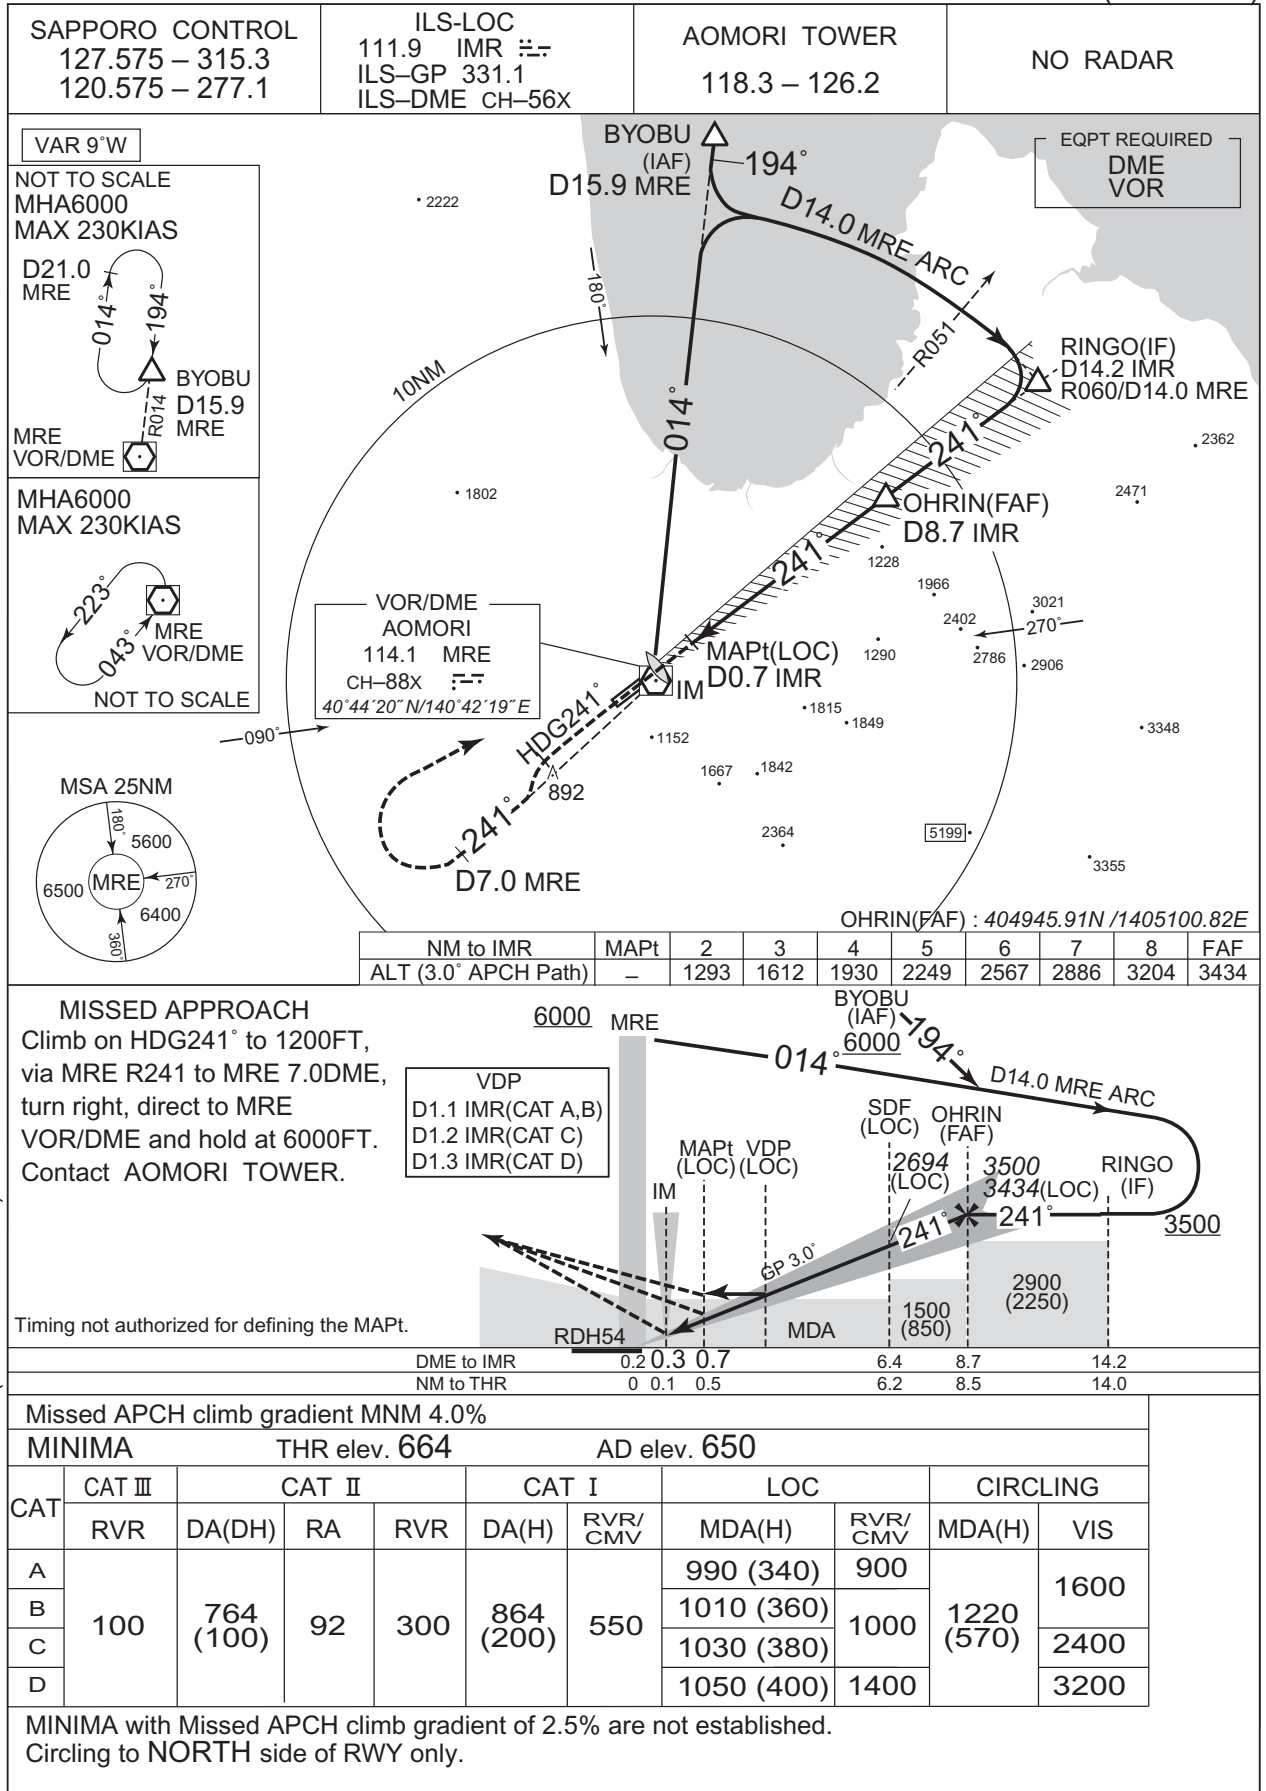 SAPPORO CONTROL
127.575 – 315.3
120.575 – 277.1
ILS-LOC
111.9 IMR
ILS–GP 331.1
ILS–DME CH–56X
AOMORI TOWER
118.3 – 126.2
NO RADAR
VAR 9°W
NOT TO SCALE
MHA6000
MAX 230KIAS
D21.0
MRE
014°
194°
BYOBU
D15.9
MRE
R014
MRE
VOR/DME
MHA6000
MAX 230KIAS
223°
043°
MRE
VOR/DME
NOT TO SCALE
BYOBU
(IAF)
D15.9 MRE
194°
D14.0 MRE ARC
EQPT REQUIRED
DME
VOR
2222
180°
10NM
R051
RINGO(IF)
D14.2 IMR
R060/D14.0 MRE
014°
241°
2362
1802
2471
OHRIN(FAF)
D8.7 IMR
241°
1228
1966
3021
2402
270°
2786
2906
1290
VOR/DME
AOMORI
114.1 MRE
CH–88X
40°44′20″N/140°42′19″E
MAPt(LOC)
D0.7 IMR
IM
1815
1849
3348
090°
HDG241°
1152
1667
1842
892
2364
5199
3355
241°
D7.0 MRE
MSA 25NM
180°
5600
MRE
270°
6500
6400
360°
OHRIN(FAF) : 404945.91N /1405100.82E
NM to IMR MAPt 2 3 4 5 6 7 8 FAF
ALT (3.0° APCH Path) – 1293 1612 1930 2249 2567 2886 3204 3434
MISSED APPROACH
Climb on HDG241° to 1200FT,
via MRE R241 to MRE 7.0DME,
turn right, direct to MRE
VOR/DME and hold at 6000FT.
Contact AOMORI TOWER.
Timing not authorized for defining the MAPt.
6000 MRE
BYOBU
(IAF)
6000
194°
014°
D14.0 MRE ARC
VDP
D1.1 IMR(CAT A,B)
D1.2 IMR(CAT C)
D1.3 IMR(CAT D)
IM
MAPt
(LOC)
VDP
(LOC)
SDF
(LOC)
2694
(LOC)
OHRIN
(FAF)
3500
3434(LOC)
RINGO
(IF)
3500
241°
241°
GP 3.0°
2900
(2250)
1500
(850)
MDA
RDH54
DME to IMR 0.2 0.3 0.7 6.4 8.7 14.2
NM to THR 0 0.1 0.5 6.2 8.5 14.0
Missed APCH climb gradient MNM 4.0%
MINIMA THR elev. 664 AD elev. 650
CAT CAT Ⅲ CAT Ⅱ CAT Ⅰ LOC CIRCLING
RVR DA(DH) RA RVR DA(H) RVR/CMV MDA(H) RVR/CMV MDA(H) VIS
A 990 (340) 900
B 1010 (360)
100 764 (100) 92 300 864 (200) 550 1000 1220 (570) 1600
C 1030 (380) 2400
D 1050 (400) 1400 3200
MINIMA with Missed APCH climb gradient of 2.5% are not established.
Circling to NORTH side of RWY only.